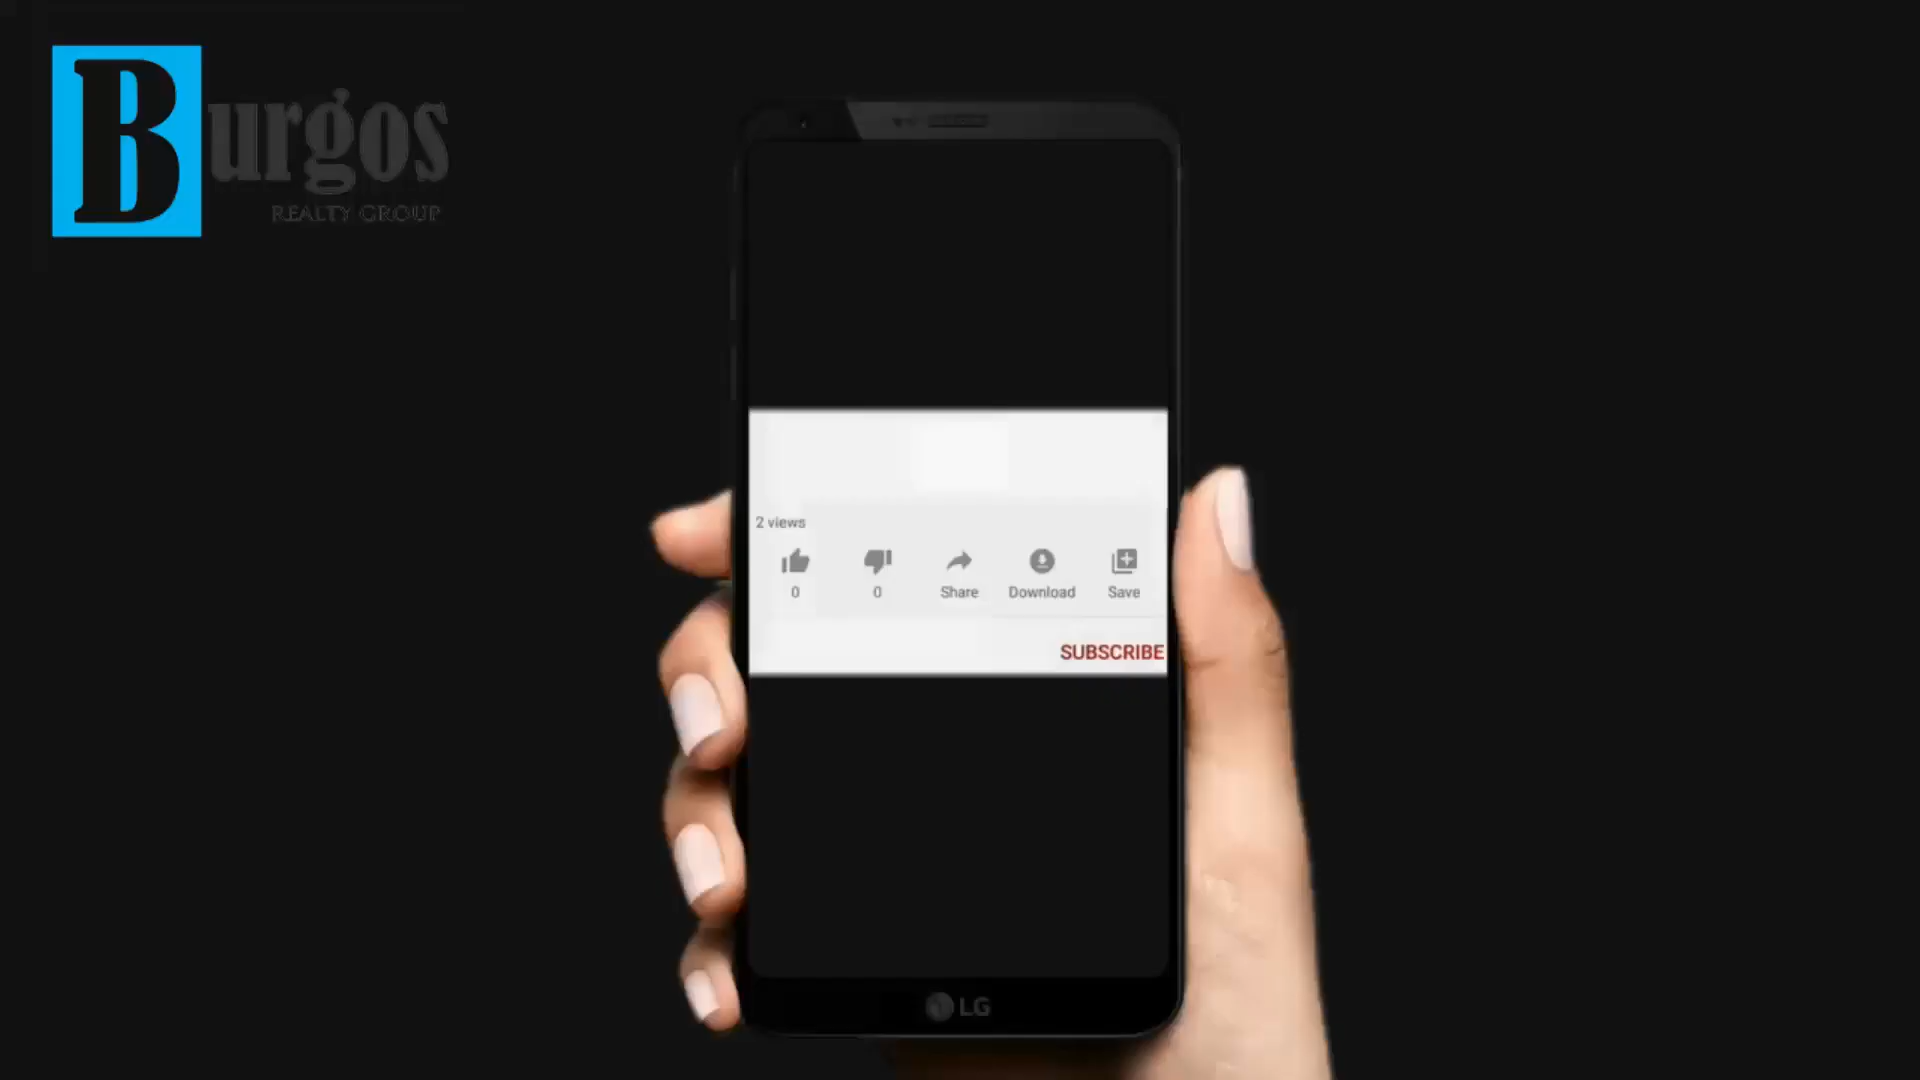 Burgos
REALTY GROUP
2 views
0 0 Share Download Save
SUBSCRIBE
LG